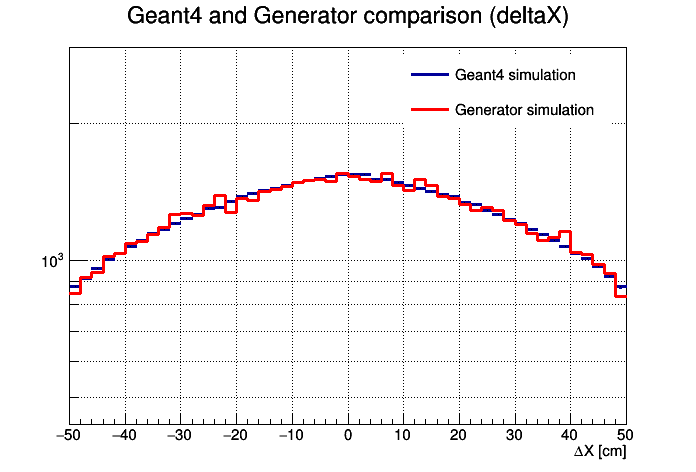 Geant4 and Generator comparison (deltaX)
Geant4 simulation
Generator simulation
10³
−50 −40 −30 −20 −10 0 10 20 30 40 50
ΔX [cm]